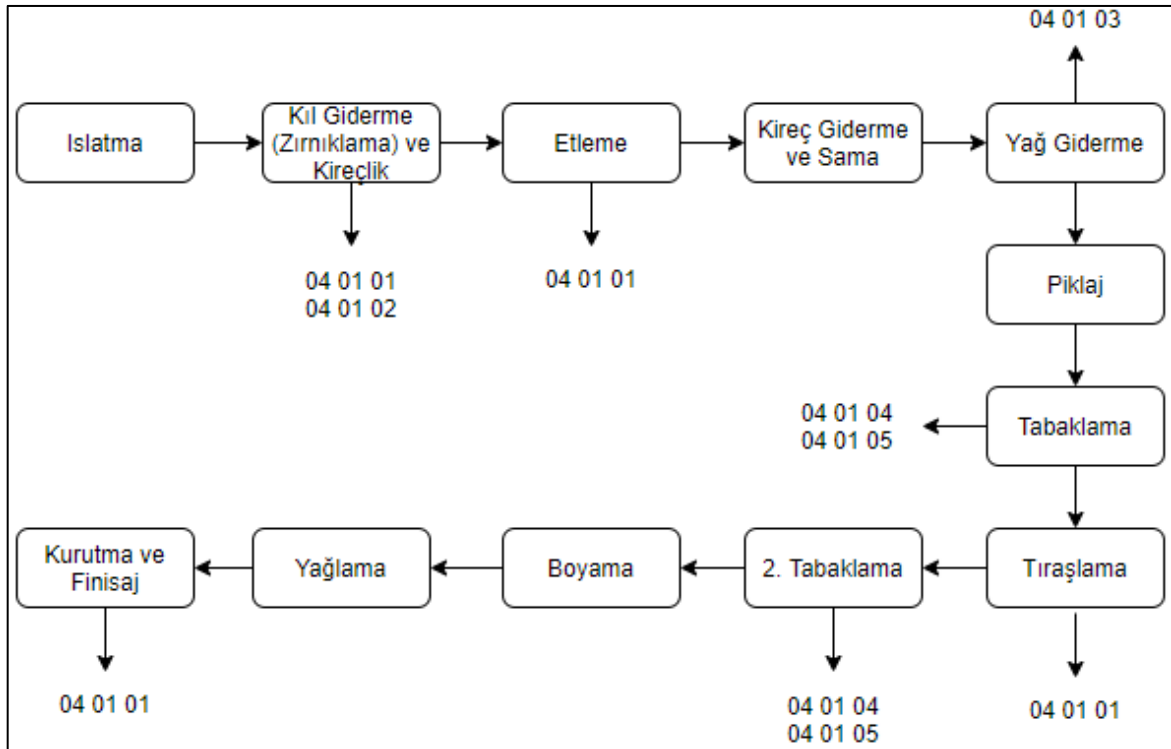 04 01 03
Islatma
Kıl Giderme
(Zırnıklama) ve
Kireçlik
Etleme
Kireç Giderme
ve Sama
Yağ Giderme
04 01 01
04 01 02
04 01 01
Piklaj
Tabaklama
04 01 04
04 01 05
Tıraşlama
2. Tabaklama
Boyama
Yağlama
Kurutma ve
Finisaj
04 01 01
04 01 04
04 01 05
04 01 01